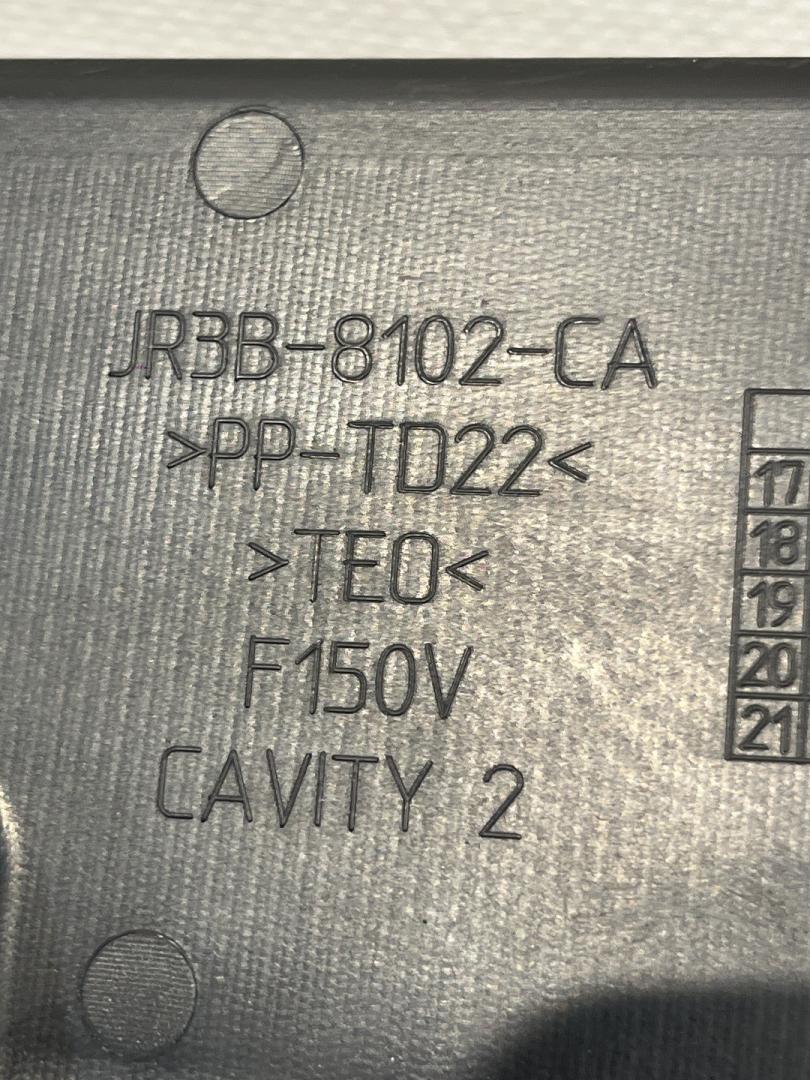 JR3B-8102-CA
>PP-TD22<
>TEO<
F150V
CAVITY 2
17
18
19
20
21